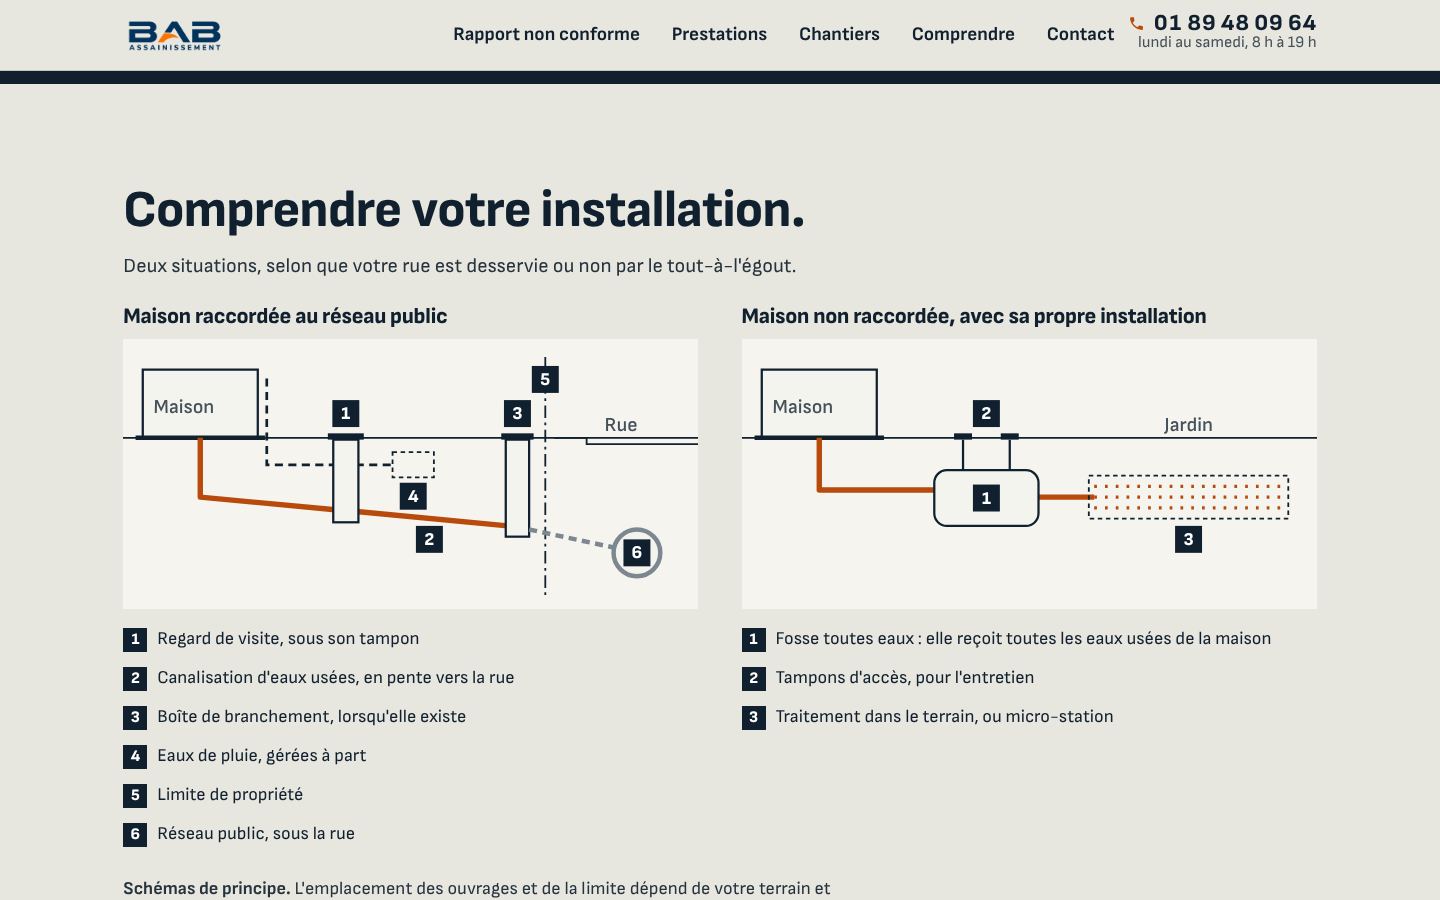 BAB
ASSAINISSEMENT
Rapport non conforme
Prestations
Chantiers
Comprendre
Contact
01 89 48 09 64
lundi au samedi, 8 h à 19 h
Comprendre votre installation.
Deux situations, selon que votre rue est desservie ou non par le tout-à-l'égout.
Maison raccordée au réseau public
Maison
1
3
5
Rue
4
2
6
1 Regard de visite, sous son tampon
2 Canalisation d'eaux usées, en pente vers la rue
3 Boîte de branchement, lorsqu'elle existe
4 Eaux de pluie, gérées à part
5 Limite de propriété
6 Réseau public, sous la rue
Maison non raccordée, avec sa propre installation
Maison
2
Jardin
1
3
1 Fosse toutes eaux : elle reçoit toutes les eaux usées de la maison
2 Tampons d'accès, pour l'entretien
3 Traitement dans le terrain, ou micro-station
Schémas de principe. L'emplacement des ouvrages et de la limite dépend de votre terrain et